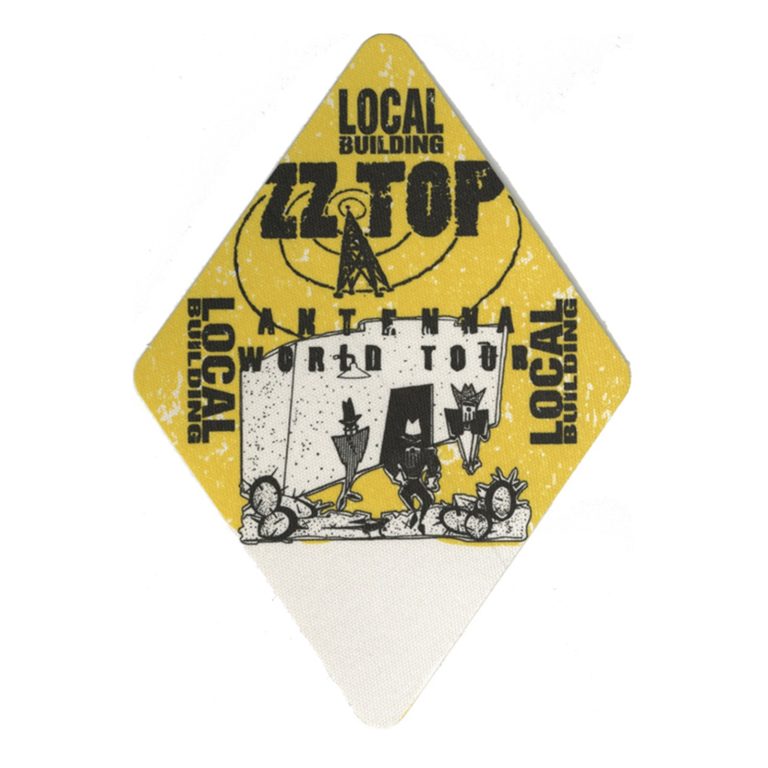 LOCAL
BUILDING
ZZ TOP
ANTENNA
WORLD TOUR
LOCAL
BUILDING
LOCAL
BUILDING